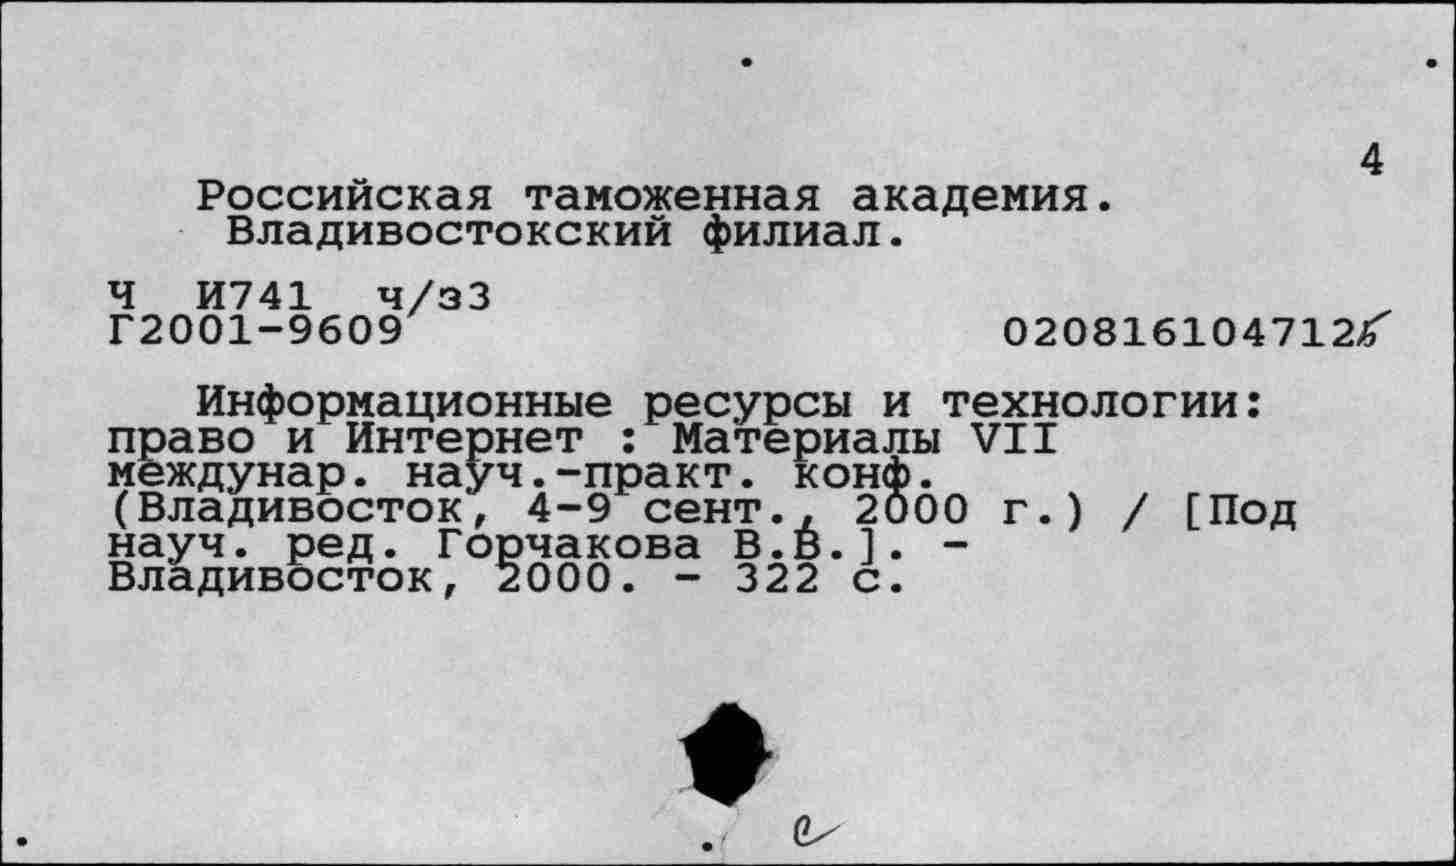 4
Российская таможенная академия.
Владивостокский филиал.
Ч И741 ч/з3
Г2001-9609
020816104712
Информационные ресурсы и технологии:
право и Интернет : Материалы VII
междунар. науч.-практ. конф.
(Владивосток, 4-9 сент., 2000 г.) / [Под
науч. ред. Горчакова В.В.]. -
Владивосток, 2000. - 322 с.